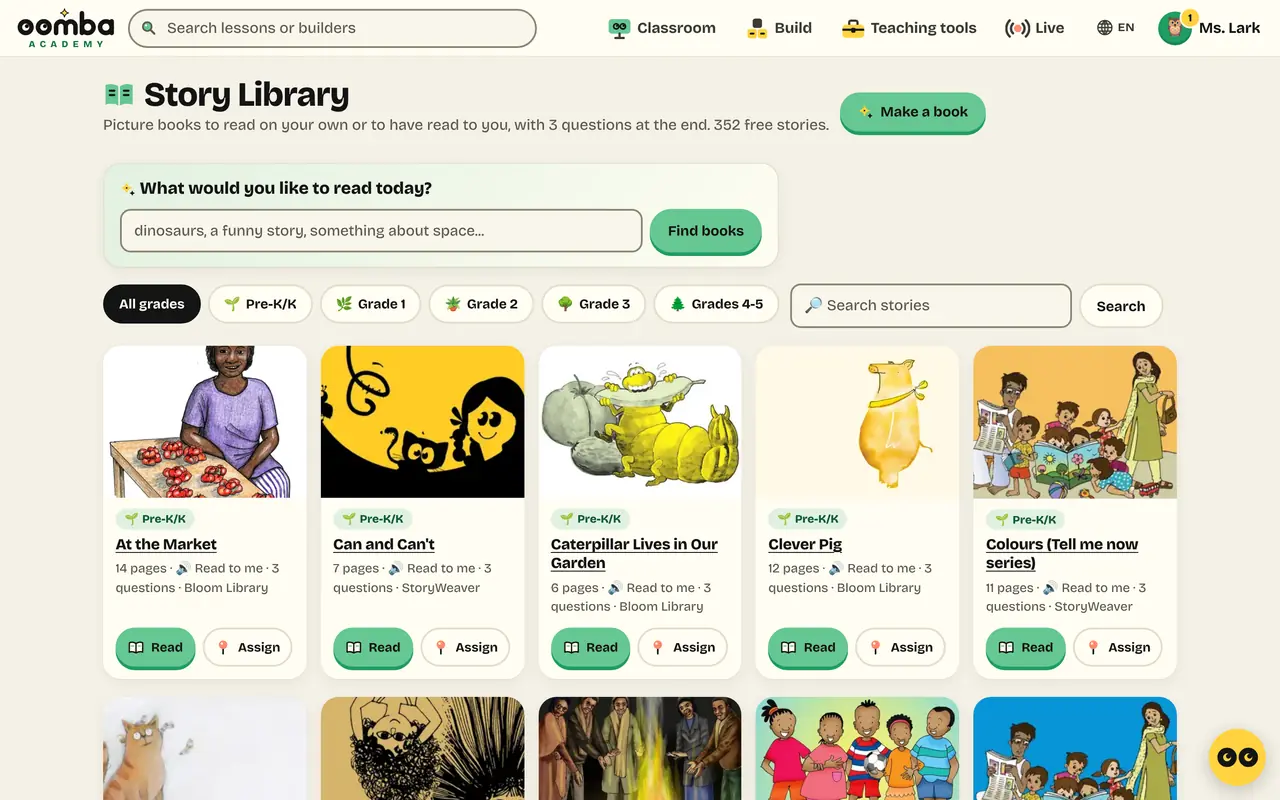 oomba
ACADEMY
Search lessons or builders
Classroom
Build
Teaching tools
Live
EN
1
Ms. Lark
Story Library
Picture books to read on your own or to have read to you, with 3 questions at the end. 352 free stories.
Make a book
What would you like to read today?
dinosaurs, a funny story, something about space...
Find books
All grades
Pre-K/K
Grade 1
Grade 2
Grade 3
Grades 4-5
Search stories
Search
Pre-K/K
At the Market
14 pages · Read to me · 3
questions · Bloom Library
Read
Assign
Pre-K/K
Can and Can't
7 pages · Read to me · 3
questions · StoryWeaver
Read
Assign
Pre-K/K
Caterpillar Lives in Our
Garden
6 pages · Read to me · 3
questions · Bloom Library
Read
Assign
Pre-K/K
Clever Pig
12 pages · Read to me · 3
questions · Bloom Library
Read
Assign
Pre-K/K
Colours (Tell me now
series)
11 pages · Read to me · 3
questions · StoryWeaver
Read
Assign